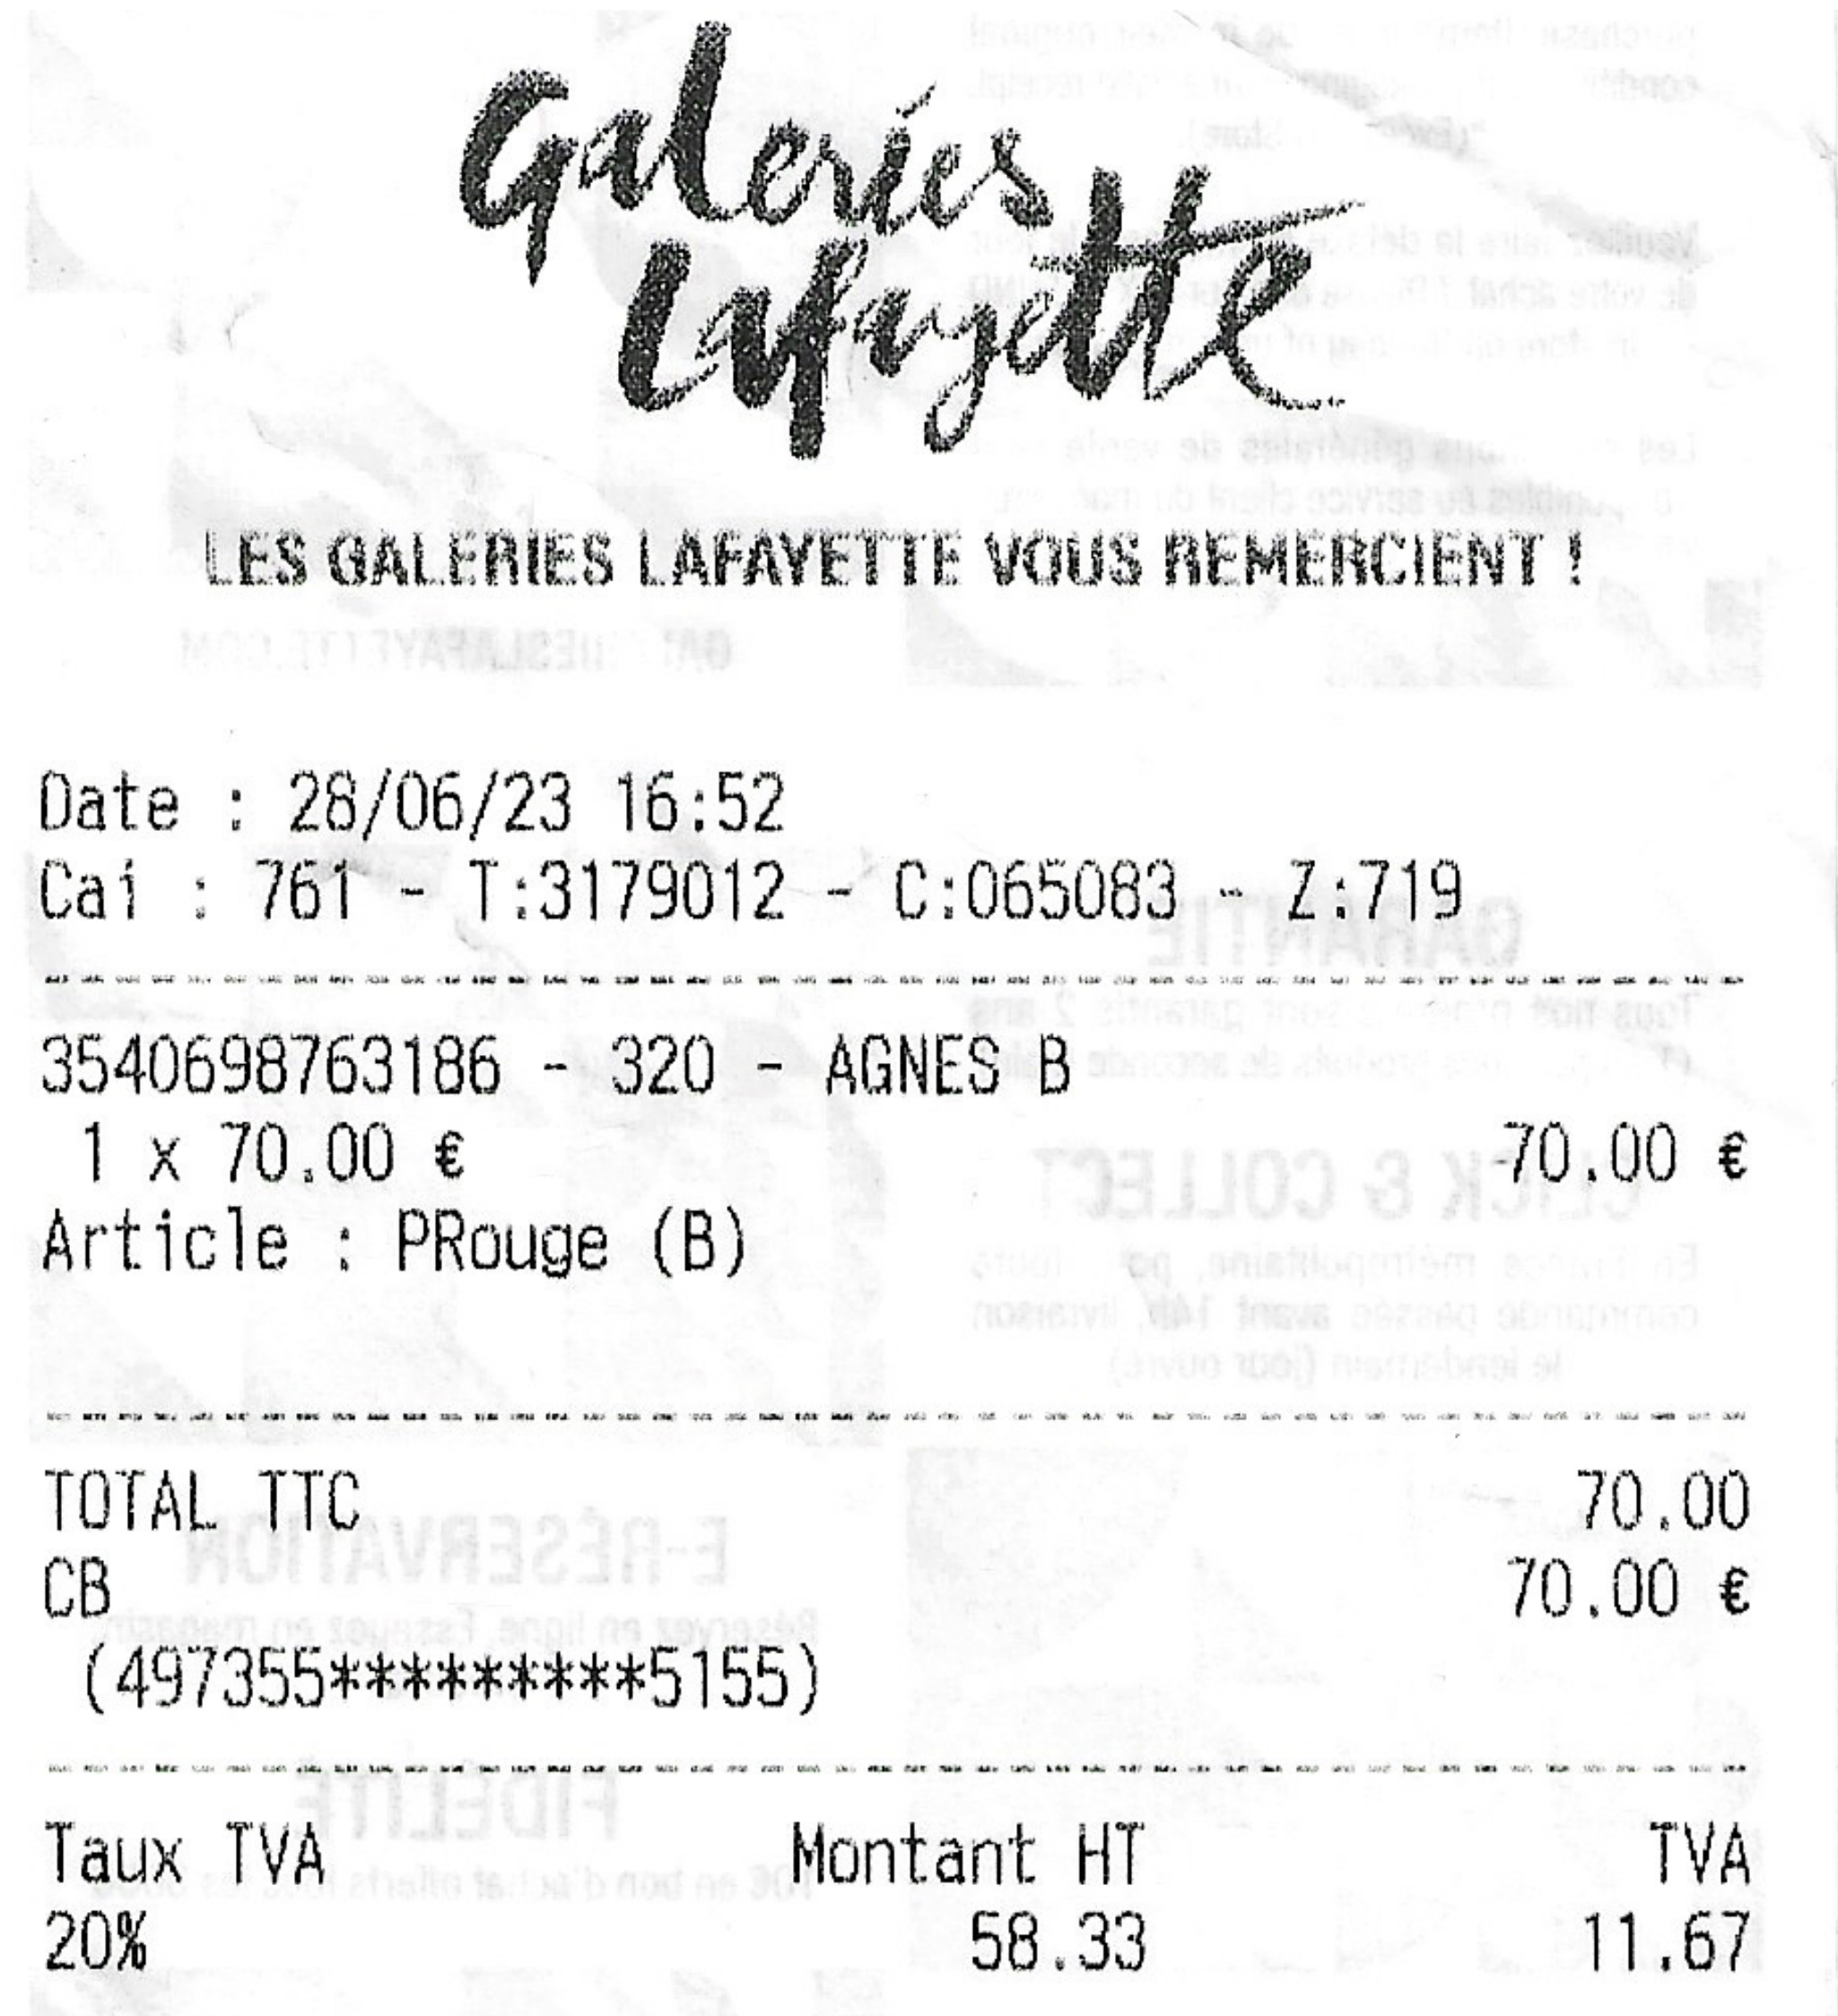 Galeries
Lafayette
LES GALERIES LAFAYETTE VOUS REMERCIENT !
Date : 28/06/23 16:52
Cai : 761 - T:3179012 - C:065083 - Z:719
3540698763186 - 320 - AGNES B
1 x 70.00 € 70.00 €
Article : PRouge (B)
TOTAL TTC 70.00
CB 70.00 €
(497355*********5155)
Taux TVA Montant HT TVA
20% 58.33 11.67